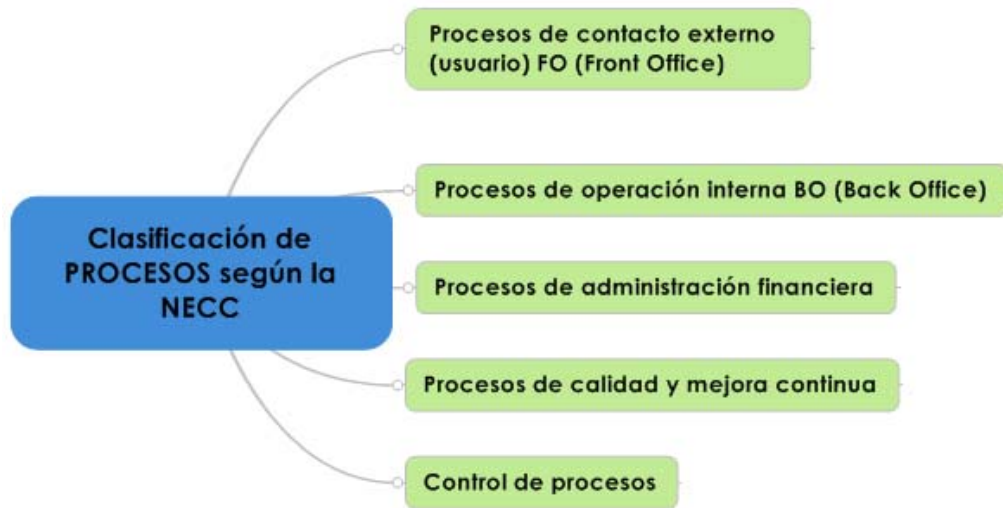 Procesos de contacto externo
(usuario) FO (Front Office)
Procesos de operación interna BO (Back Office)
Clasificación de
PROCESOS según la
NECC
Procesos de administración financiera
Procesos de calidad y mejora continua
Control de procesos